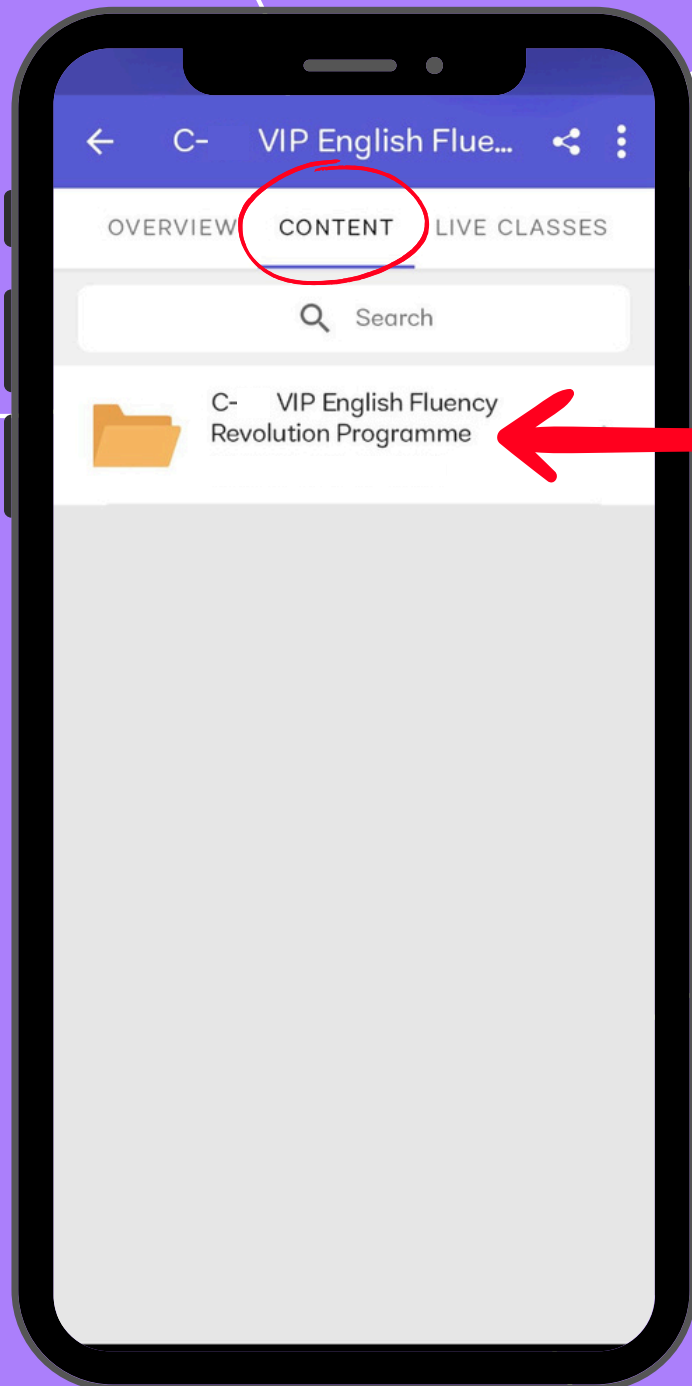 C- VIP English Flue...
OVERVIEW CONTENT LIVE CLASSES
Search
C- VIP English Fluency
Revolution Programme